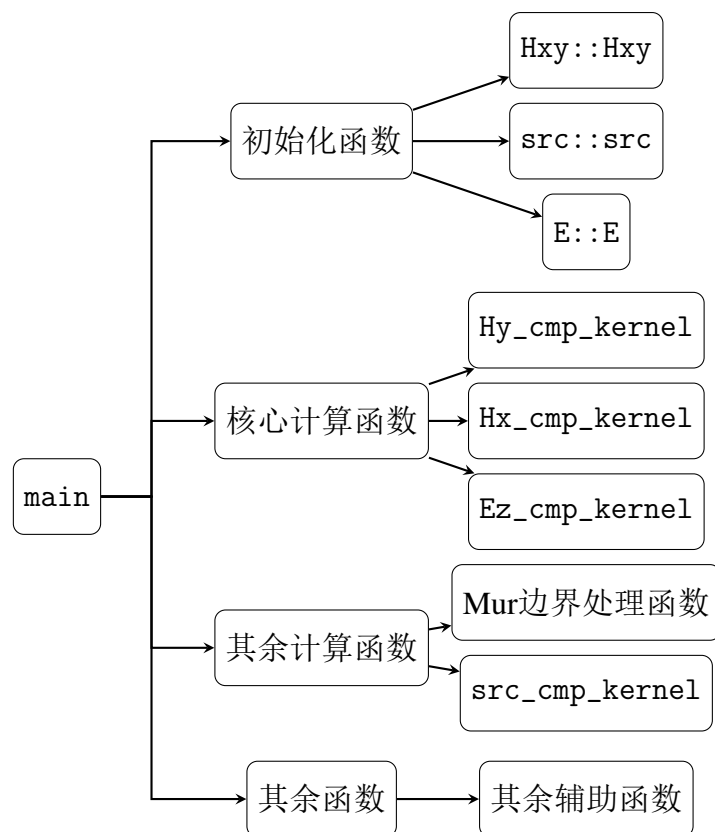 Hxy::Hxy
初始化函数
src::src
E::E
Hy_cmp_kernel
核心计算函数
Hx_cmp_kernel
main
Ez_cmp_kernel
Mur边界处理函数
其余计算函数
src_cmp_kernel
其余函数
其余辅助函数